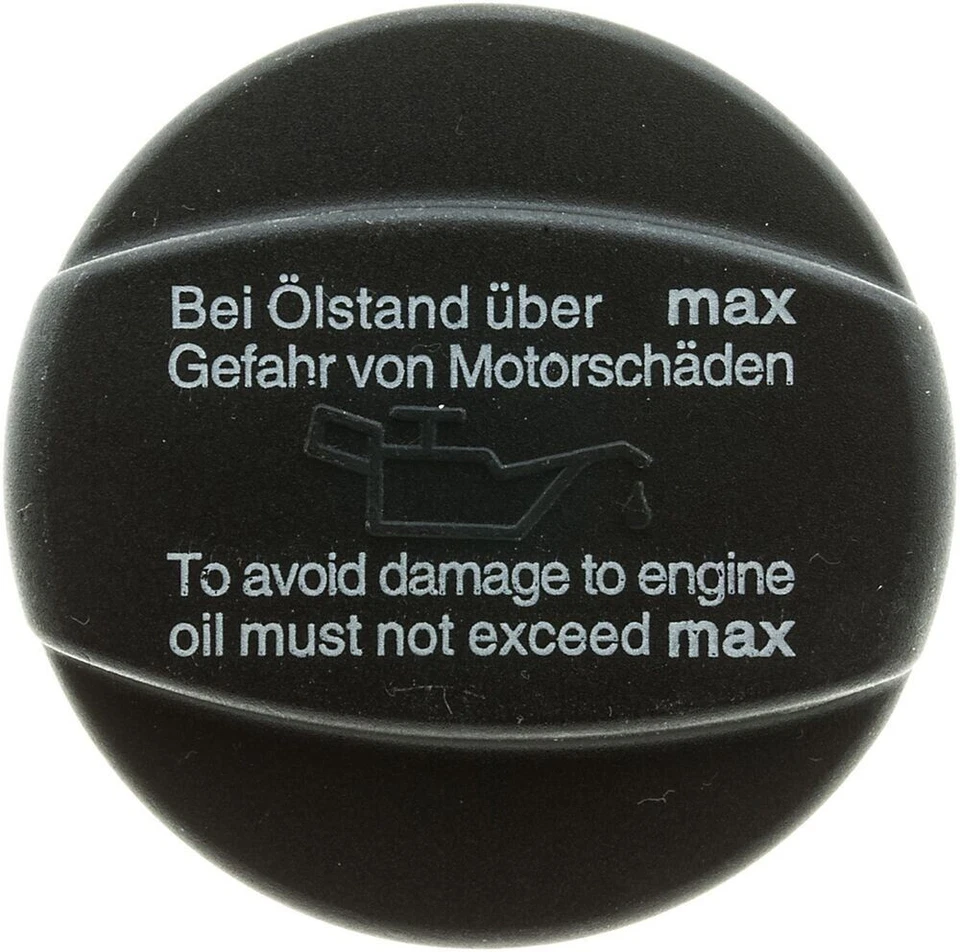 Bei Ölstand über max
Gefahr von Motorschäden
To avoid damage to engine
oil must not exceed max